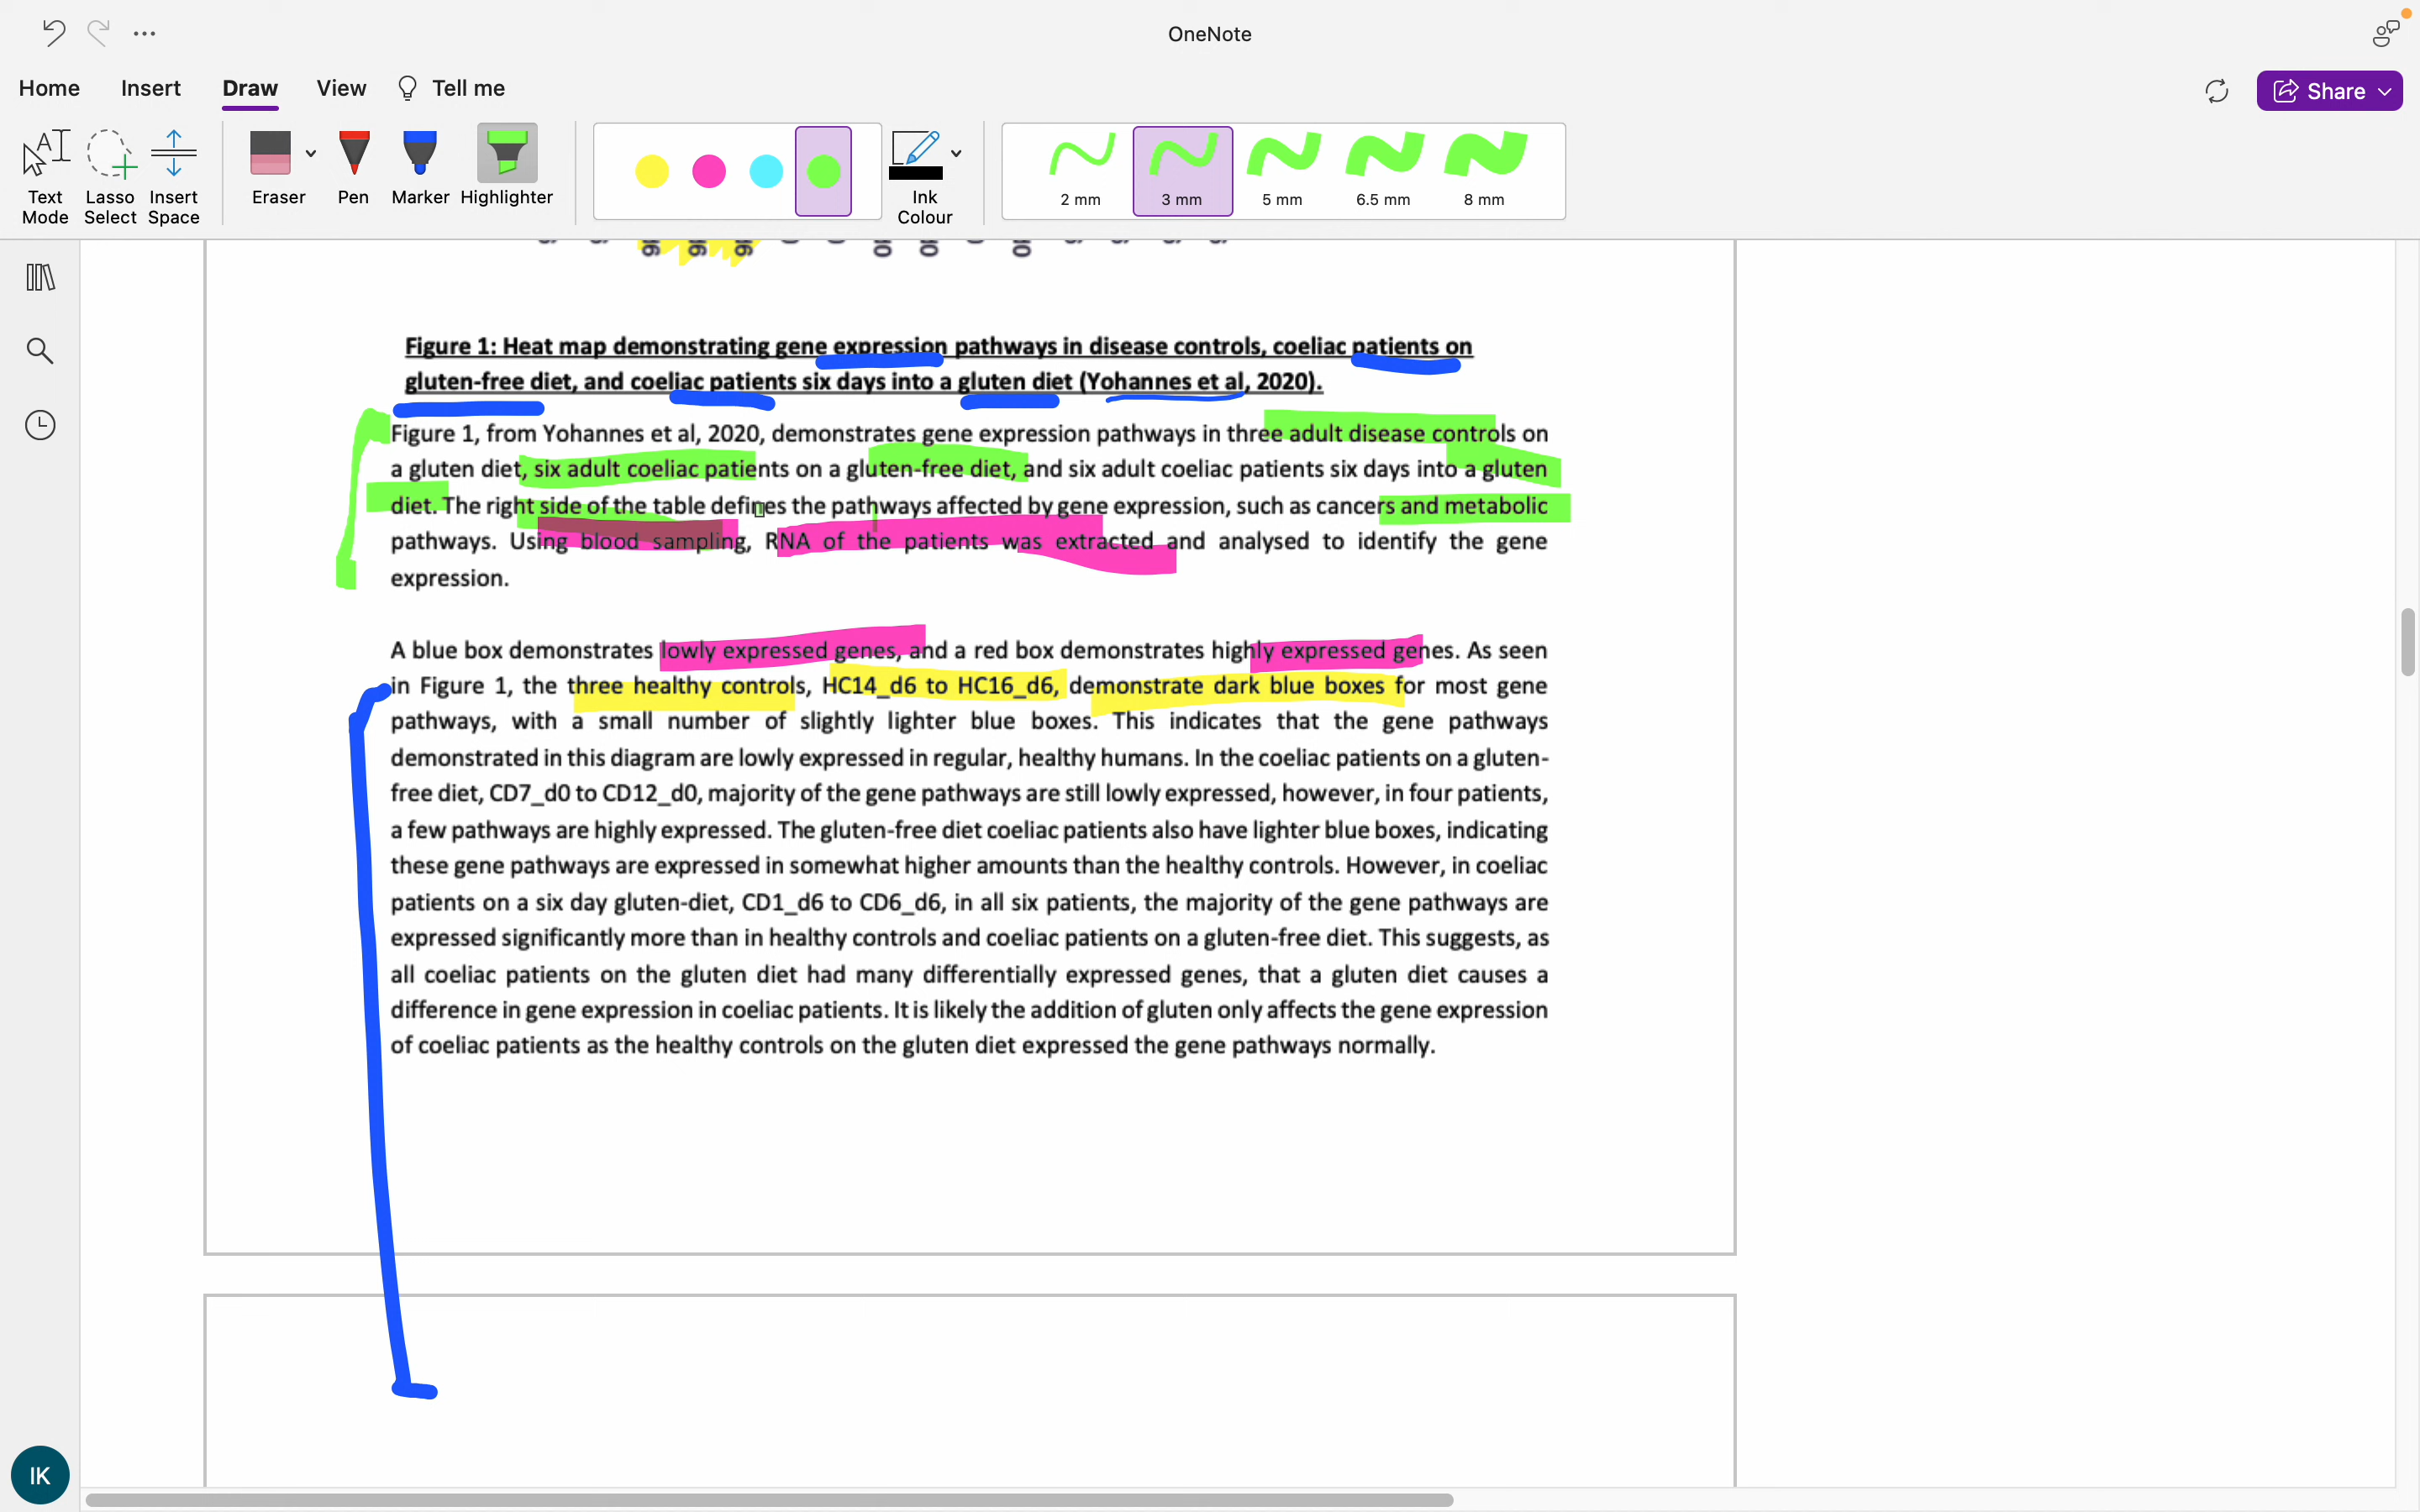 OneNote
Home Insert Draw View Tell me
Share
Text Mode
Lasso Select
Insert Space
Eraser
Pen
Marker
Highlighter
Ink Colour
2 mm
3 mm
5 mm
6.5 mm
8 mm
Figure 1: Heat map demonstrating gene expression pathways in disease controls, coeliac patients on
gluten-free diet, and coeliac patients six days into a gluten diet (Yohannes et al, 2020).
Figure 1, from Yohannes et al, 2020, demonstrates gene expression pathways in three adult disease controls on
a gluten diet, six adult coeliac patients on a gluten-free diet, and six adult coeliac patients six days into a gluten
diet. The right side of the table defines the pathways affected by gene expression, such as cancers and metabolic
pathways. Using blood sampling, RNA of the patients was extracted and analysed to identify the gene
expression.
A blue box demonstrates lowly expressed genes, and a red box demonstrates highly expressed genes. As seen
in Figure 1, the three healthy controls, HC14_d6 to HC16_d6, demonstrate dark blue boxes for most gene
pathways, with a small number of slightly lighter blue boxes. This indicates that the gene pathways
demonstrated in this diagram are lowly expressed in regular, healthy humans. In the coeliac patients on a gluten-
free diet, CD7_d0 to CD12_d0, majority of the gene pathways are still lowly expressed, however, in four patients,
a few pathways are highly expressed. The gluten-free diet coeliac patients also have lighter blue boxes, indicating
these gene pathways are expressed in somewhat higher amounts than the healthy controls. However, in coeliac
patients on a six day gluten-diet, CD1_d6 to CD6_d6, in all six patients, the majority of the gene pathways are
expressed significantly more than in healthy controls and coeliac patients on a gluten-free diet. This suggests, as
all coeliac patients on the gluten diet had many differentially expressed genes, that a gluten diet causes a
difference in gene expression in coeliac patients. It is likely the addition of gluten only affects the gene expression
of coeliac patients as the healthy controls on the gluten diet expressed the gene pathways normally.
IK